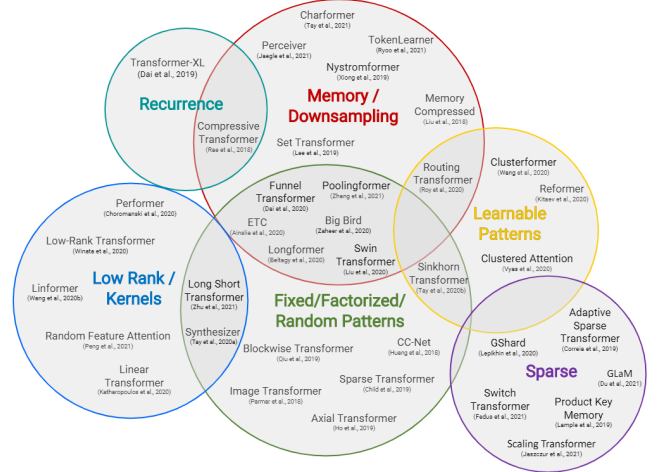 Charformer
(Tay et al., 2021)
TokenLearner
(Ryoo et al., 2021)
Perceiver
(Jaegle et al., 2021)
Transformer-XL
(Dai et al., 2019)
Nystromformer
(Xiong et al., 2019)
Recurrence
Memory /
Downsampling
Memory
Compressed
(Liu et al., 2018)
Compressive
Transformer
(Rae et al., 2018)
Set Transformer
(Lee et al., 2019)
Routing
Transformer
(Roy et al., 2020)
Clusterformer
(Wang et al., 2020)
Reformer
(Kitaev et al., 2020)
Funnel
Transformer
(Dai et al., 2020)
Poolingformer
(Zhang et al., 2021)
Learnable
Patterns
Performer
(Choromanski et al., 2020)
ETC
(Ainslie et al., 2020)
Big Bird
(Zaheer et al., 2020)
Low-Rank Transformer
(Winata et al., 2020)
Longformer
(Beltagy et al., 2020)
Swin
Transformer
(Liu et al., 2020)
Sinkhorn
Transformer
(Tay et al., 2020b)
Clustered Attention
(Vyas et al., 2020)
Low Rank /
Kernels
Linformer
(Wang et al., 2020b)
Long Short
Transformer
(Zhu et al., 2021)
Fixed/Factorized/
Random Patterns
Synthesizer
(Tay et al., 2020a)
Random Feature Attention
(Peng et al., 2021)
Blockwise Transformer
(Qiu et al., 2019)
CC-Net
(Huang et al., 2018)
GShard
(Lepikhin et al., 2020)
Adaptive
Sparse
Transformer
(Correia et al., 2019)
Linear
Transformer
(Katharopoulos et al., 2020)
Sparse Transformer
(Child et al., 2019)
Sparse
GLaM
(Du et al., 2021)
Image Transformer
(Parmar et al., 2018)
Switch
Transformer
(Fedus et al., 2021)
Product Key
Memory
(Lample et al., 2019)
Axial Transformer
(Ho et al., 2019)
Scaling Transformer
(Jaszczur et al., 2021)